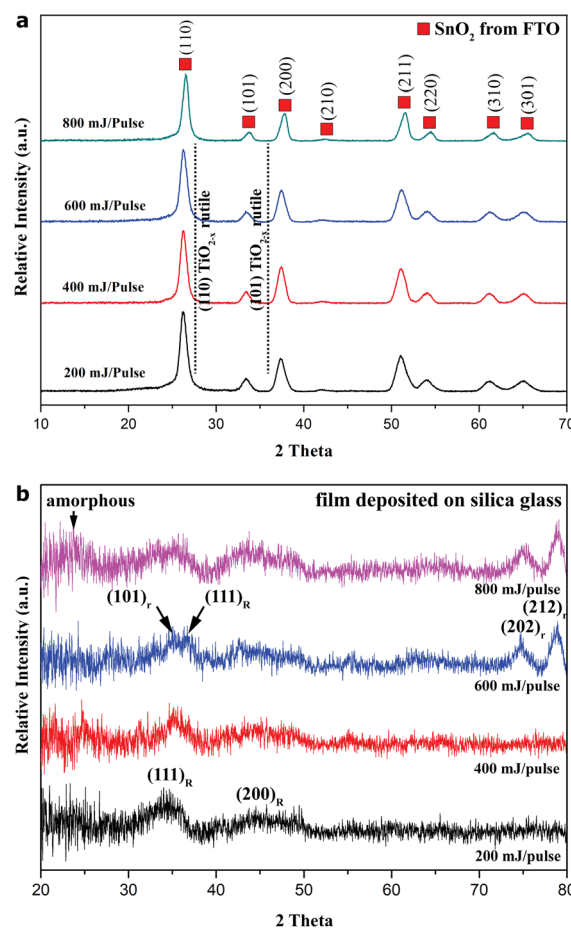 a
SnO₂ from FTO
(110)
(101)
(200)
(210)
(211)
(220)
(310)
(301)
800 mJ/Pulse
600 mJ/Pulse
400 mJ/Pulse
200 mJ/Pulse
(110) TiO₂₋ₓ rutile
(101) TiO₂₋ₓ rutile
Relative Intensity (a.u.)
10 20 30 40 50 60 70 80
2 Theta
b
amorphous
film deposited on silica glass
800 mJ/pulse
(101)r
(111)R
(212)r
(202)r
600 mJ/pulse
400 mJ/pulse
(111)R
(200)R
200 mJ/pulse
Relative Intensity (a.u.)
20 30 40 50 60 70 80
2 Theta